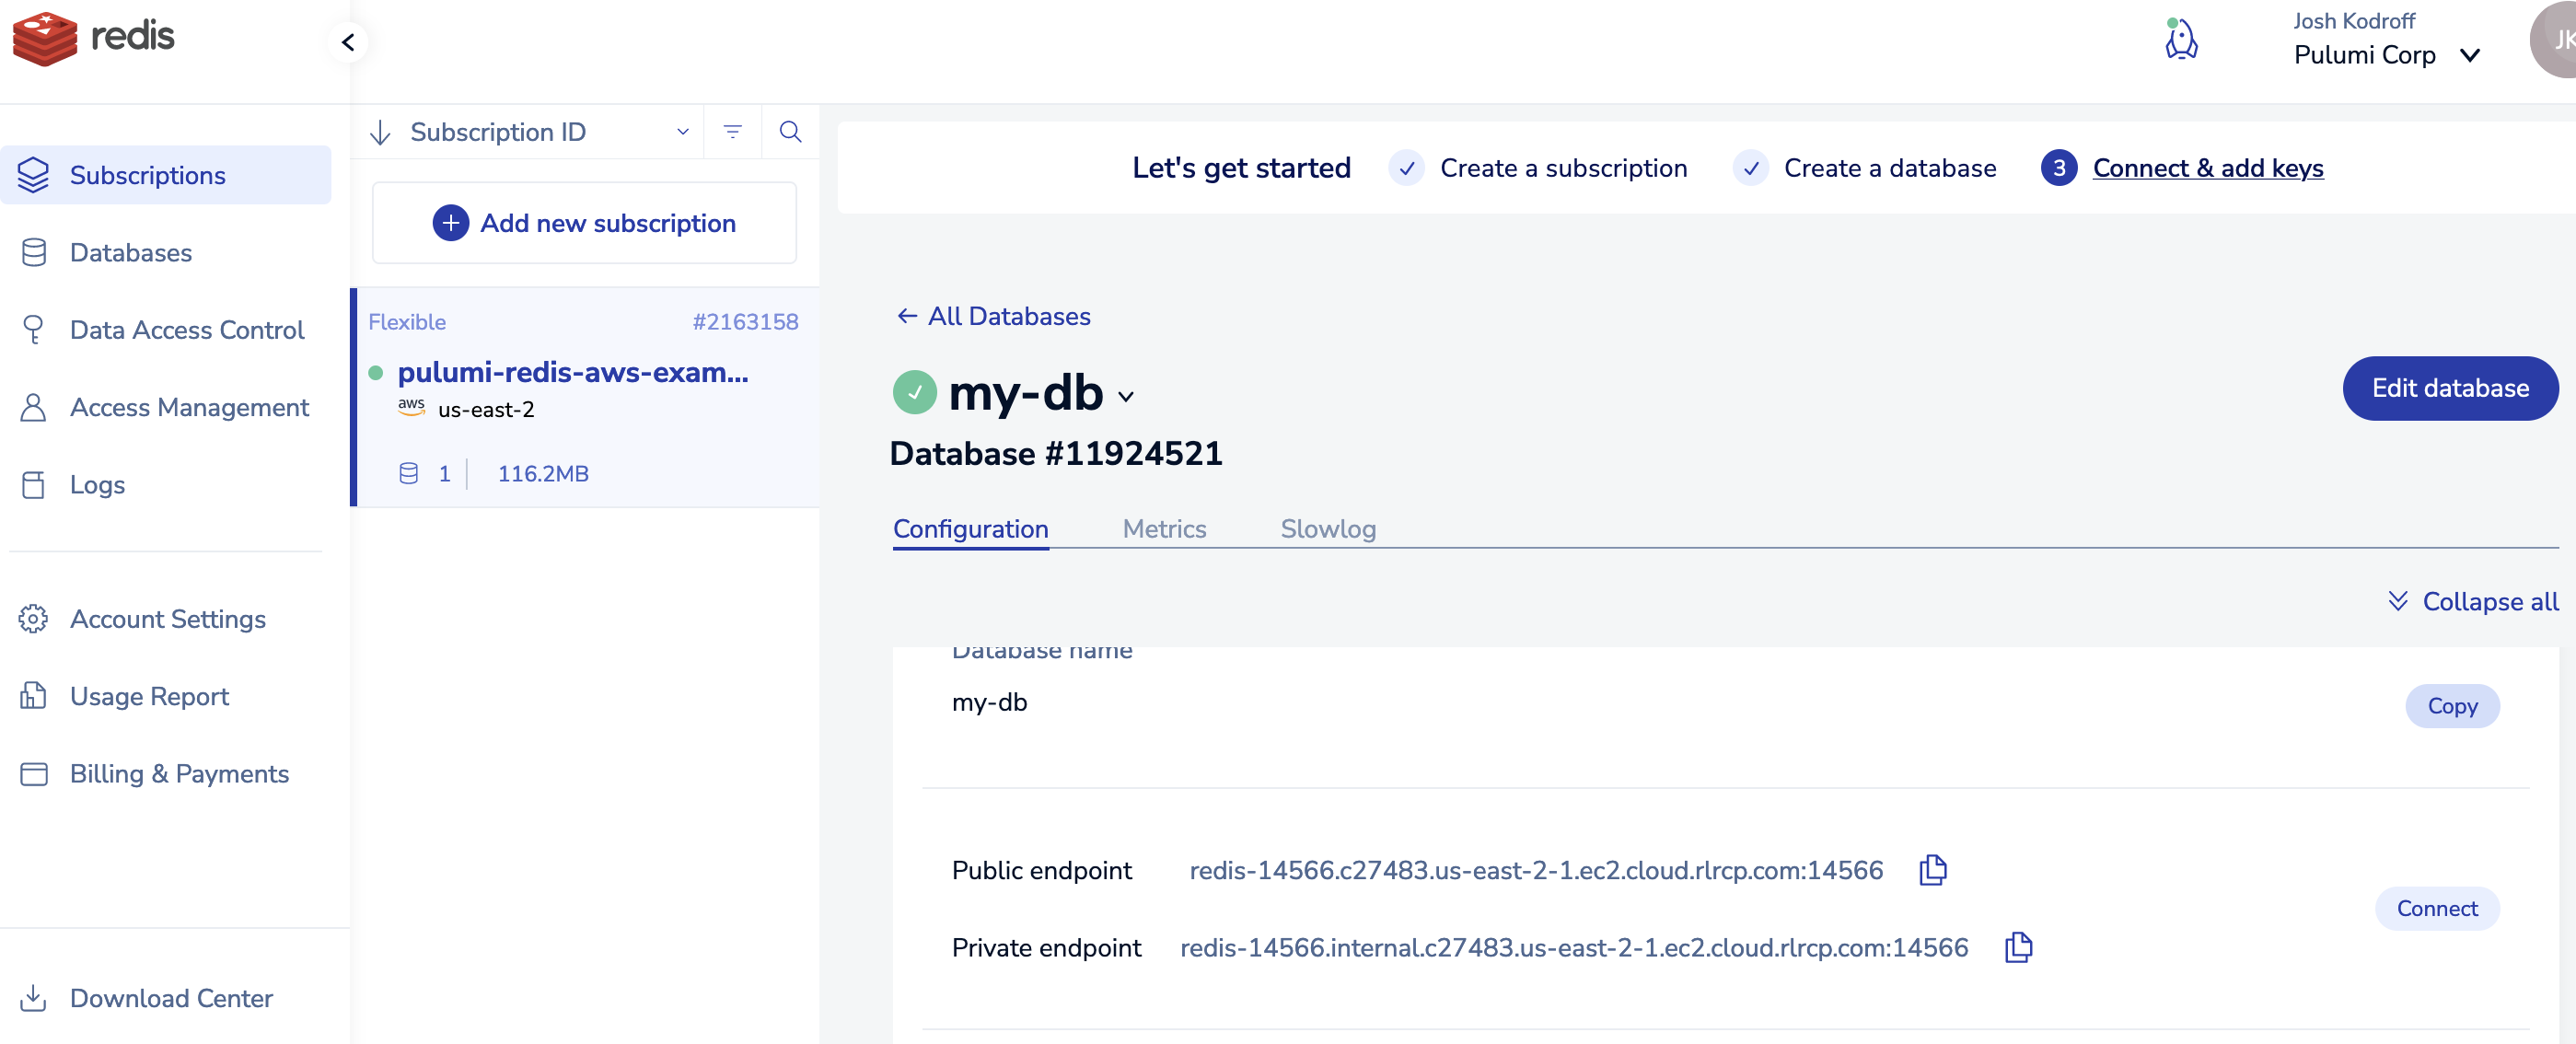 redis
Josh Kodroff
Pulumi Corp
JK
Subscriptions
Databases
Data Access Control
Access Management
Logs
Account Settings
Usage Report
Billing & Payments
Download Center
Subscription ID
Add new subscription
Flexible #2163158
pulumi-redis-aws-exam...
aws us-east-2
1 116.2MB
Let's get started Create a subscription Create a database 3 Connect & add keys
All Databases
my-db
Edit database
Database #11924521
Configuration Metrics Slowlog
Collapse all
Database name
my-db
Copy
Public endpoint redis-14566.c27483.us-east-2-1.ec2.cloud.rlrcp.com:14566
Connect
Private endpoint redis-14566.internal.c27483.us-east-2-1.ec2.cloud.rlrcp.com:14566